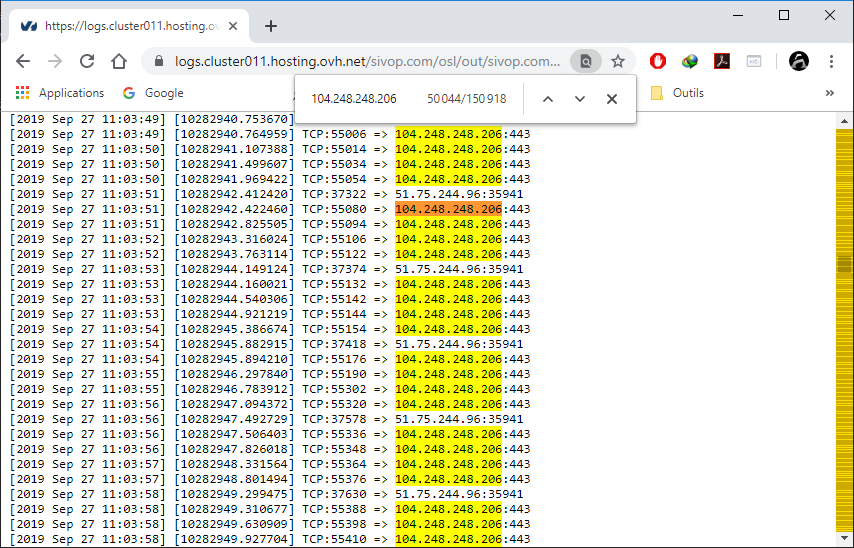 https://logs.cluster011.hosting.ov
logs.cluster011.hosting.ovh.net/sivop.com/osl/out/sivop.com...
Applications
Google
Outils
104.248.248.206 50 044/150 918
[2019 Sep 27 11:03:49] [10282940.753670]
[2019 Sep 27 11:03:49] [10282940.764959] TCP:55006 => 104.248.248.206:443
[2019 Sep 27 11:03:50] [10282941.107388] TCP:55014 => 104.248.248.206:443
[2019 Sep 27 11:03:50] [10282941.499607] TCP:55034 => 104.248.248.206:443
[2019 Sep 27 11:03:50] [10282941.969422] TCP:55054 => 104.248.248.206:443
[2019 Sep 27 11:03:51] [10282942.412420] TCP:37322 => 51.75.244.96:35941
[2019 Sep 27 11:03:51] [10282942.422460] TCP:55080 => 104.248.248.206:443
[2019 Sep 27 11:03:51] [10282942.825505] TCP:55094 => 104.248.248.206:443
[2019 Sep 27 11:03:52] [10282943.316024] TCP:55106 => 104.248.248.206:443
[2019 Sep 27 11:03:52] [10282943.763114] TCP:55122 => 104.248.248.206:443
[2019 Sep 27 11:03:53] [10282944.149124] TCP:37374 => 51.75.244.96:35941
[2019 Sep 27 11:03:53] [10282944.160021] TCP:55132 => 104.248.248.206:443
[2019 Sep 27 11:03:53] [10282944.540306] TCP:55142 => 104.248.248.206:443
[2019 Sep 27 11:03:53] [10282944.921219] TCP:55144 => 104.248.248.206:443
[2019 Sep 27 11:03:54] [10282945.386674] TCP:55154 => 104.248.248.206:443
[2019 Sep 27 11:03:54] [10282945.882915] TCP:37418 => 51.75.244.96:35941
[2019 Sep 27 11:03:54] [10282945.894210] TCP:55176 => 104.248.248.206:443
[2019 Sep 27 11:03:55] [10282946.297840] TCP:55190 => 104.248.248.206:443
[2019 Sep 27 11:03:55] [10282946.783912] TCP:55302 => 104.248.248.206:443
[2019 Sep 27 11:03:56] [10282947.094372] TCP:55320 => 104.248.248.206:443
[2019 Sep 27 11:03:56] [10282947.492729] TCP:37578 => 51.75.244.96:35941
[2019 Sep 27 11:03:56] [10282947.506403] TCP:55336 => 104.248.248.206:443
[2019 Sep 27 11:03:56] [10282947.826018] TCP:55348 => 104.248.248.206:443
[2019 Sep 27 11:03:57] [10282948.331564] TCP:55364 => 104.248.248.206:443
[2019 Sep 27 11:03:57] [10282948.801494] TCP:55376 => 104.248.248.206:443
[2019 Sep 27 11:03:58] [10282949.299475] TCP:37630 => 51.75.244.96:35941
[2019 Sep 27 11:03:58] [10282949.310677] TCP:55388 => 104.248.248.206:443
[2019 Sep 27 11:03:58] [10282949.630909] TCP:55398 => 104.248.248.206:443
[2019 Sep 27 11:03:58] [10282949.927704] TCP:55410 => 104.248.248.206:443